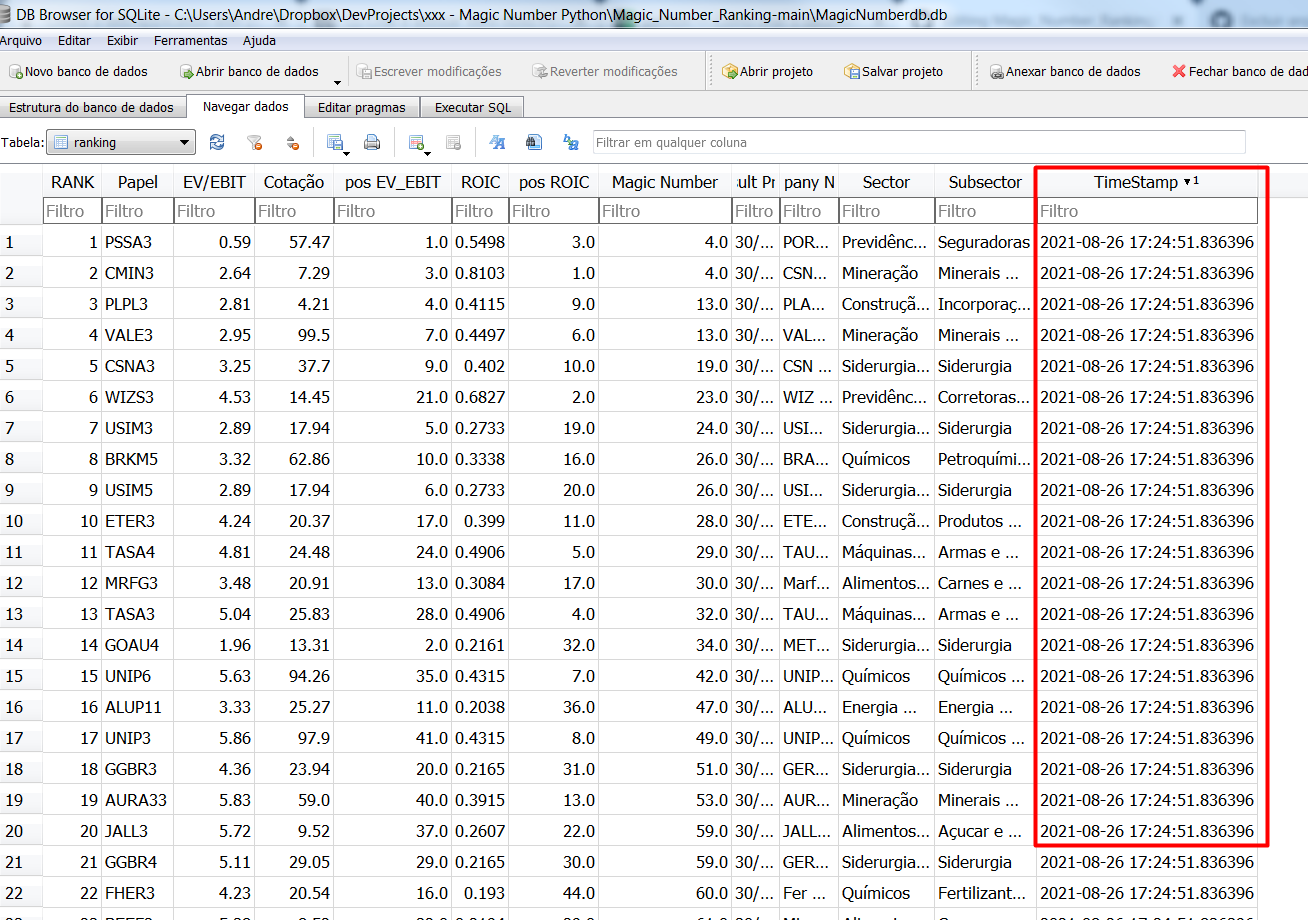 DB Browser for SQLite - C:\Users\Andre\Dropbox\DevProjects\xxx - Magic Number Python\Magic_Number_Ranking-main\MagicNumberdb.db
Arquivo Editar Exibir Ferramentas Ajuda
Novo banco de dados Abrir banco de dados Escrever modificações Reverter modificações Abrir projeto Salvar projeto Anexar banco de dados Fechar banco de dad
Estrutura do banco de dados Navegar dados Editar pragmas Executar SQL
Tabela: ranking Filtrar em qualquer coluna
RANK Papel EV/EBIT Cotação pos EV_EBIT ROIC pos ROIC Magic Number sult Pr pany N Sector Subsector TimeStamp ▼1
Filtro Filtro Filtro Filtro Filtro Filtro Filtro Filtro Filtro Filtro Filtro Filtro Filtro
1 1 PSSA3 0.59 57.47 1.0 0.5498 3.0 4.0 30/... POR... Previdênc... Seguradoras 2021-08-26 17:24:51.836396
2 2 CMIN3 2.64 7.29 3.0 0.8103 1.0 4.0 30/... CSN... Mineração Minerais ... 2021-08-26 17:24:51.836396
3 3 PLPL3 2.81 4.21 4.0 0.4115 9.0 13.0 30/... PLA... Construçã... Incorporaç... 2021-08-26 17:24:51.836396
4 4 VALE3 2.95 99.5 7.0 0.4497 6.0 13.0 30/... VAL... Mineração Minerais ... 2021-08-26 17:24:51.836396
5 5 CSNA3 3.25 37.7 9.0 0.402 10.0 19.0 30/... CSN ... Siderurgia... Siderurgia 2021-08-26 17:24:51.836396
6 6 WIZS3 4.53 14.45 21.0 0.6827 2.0 23.0 30/... WIZ ... Previdênc... Corretoras... 2021-08-26 17:24:51.836396
7 7 USIM3 2.89 17.94 5.0 0.2733 19.0 24.0 30/... USI... Siderurgia... Siderurgia 2021-08-26 17:24:51.836396
8 8 BRKM5 3.32 62.86 10.0 0.3338 16.0 26.0 30/... BRA... Químicos Petroquími... 2021-08-26 17:24:51.836396
9 9 USIM5 2.89 17.94 6.0 0.2733 20.0 26.0 30/... USI... Siderurgia... Siderurgia 2021-08-26 17:24:51.836396
10 10 ETER3 4.24 20.37 17.0 0.399 11.0 28.0 30/... ETE... Construçã... Produtos ... 2021-08-26 17:24:51.836396
11 11 TASA4 4.81 24.48 24.0 0.4906 5.0 29.0 30/... TAU... Máquinas... Armas e ... 2021-08-26 17:24:51.836396
12 12 MRFG3 3.48 20.91 13.0 0.3084 17.0 30.0 30/... Marf... Alimentos... Carnes e ... 2021-08-26 17:24:51.836396
13 13 TASA3 5.04 25.83 28.0 0.4906 4.0 32.0 30/... TAU... Máquinas... Armas e ... 2021-08-26 17:24:51.836396
14 14 GOAU4 1.96 13.31 2.0 0.2161 32.0 34.0 30/... MET... Siderurgia... Siderurgia 2021-08-26 17:24:51.836396
15 15 UNIP6 5.63 94.26 35.0 0.4315 7.0 42.0 30/... UNIP... Químicos Químicos ... 2021-08-26 17:24:51.836396
16 16 ALUP11 3.33 25.27 11.0 0.2038 36.0 47.0 30/... ALU... Energia ... Energia ... 2021-08-26 17:24:51.836396
17 17 UNIP3 5.86 97.9 41.0 0.4315 8.0 49.0 30/... UNIP... Químicos Químicos ... 2021-08-26 17:24:51.836396
18 18 GGBR3 4.36 23.94 20.0 0.2165 31.0 51.0 30/... GER... Siderurgia... Siderurgia 2021-08-26 17:24:51.836396
19 19 AURA33 5.83 59.0 40.0 0.3915 13.0 53.0 30/... AUR... Mineração Minerais ... 2021-08-26 17:24:51.836396
20 20 JALL3 5.72 9.52 37.0 0.2607 22.0 59.0 30/... JALL... Alimentos... Açucar e ... 2021-08-26 17:24:51.836396
21 21 GGBR4 5.11 29.05 29.0 0.2165 30.0 59.0 30/... GER... Siderurgia... Siderurgia 2021-08-26 17:24:51.836396
22 22 FHER3 4.23 20.54 16.0 0.193 44.0 60.0 30/... Fer ... Químicos Fertilizant... 2021-08-26 17:24:51.836396